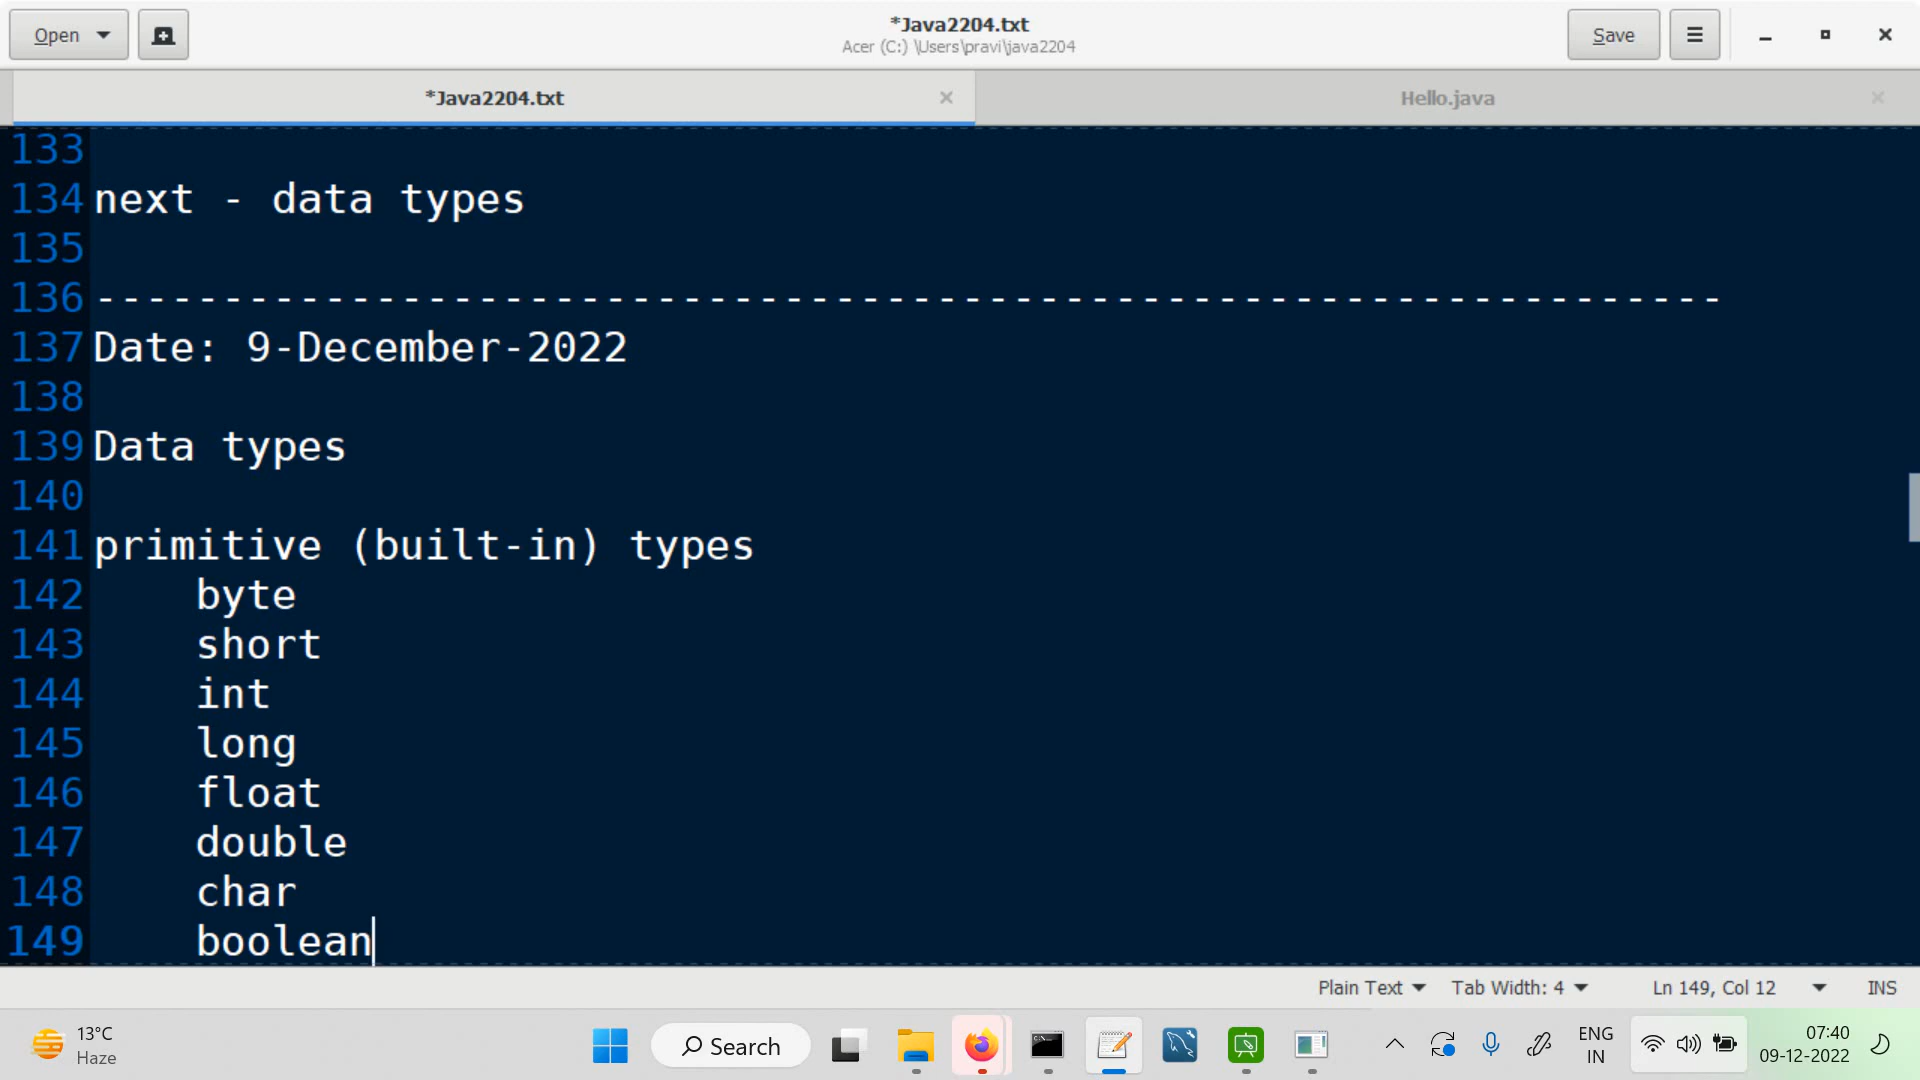 Open
*Java2204.txt
Acer (C:) \Users\pravi\java2204
Save
*Java2204.txt
Hello.java
133
134 next - data types
135
136 ----------------------------------------------------------------
137 Date: 9-December-2022
138
139 Data types
140
141 primitive (built-in) types
142 byte
143 short
144 int
145 long
146 float
147 double
148 char
149 boolean
Plain Text
Tab Width: 4
Ln 149, Col 12
INS
13°C
Haze
Search
ENG
IN
07:40
09-12-2022